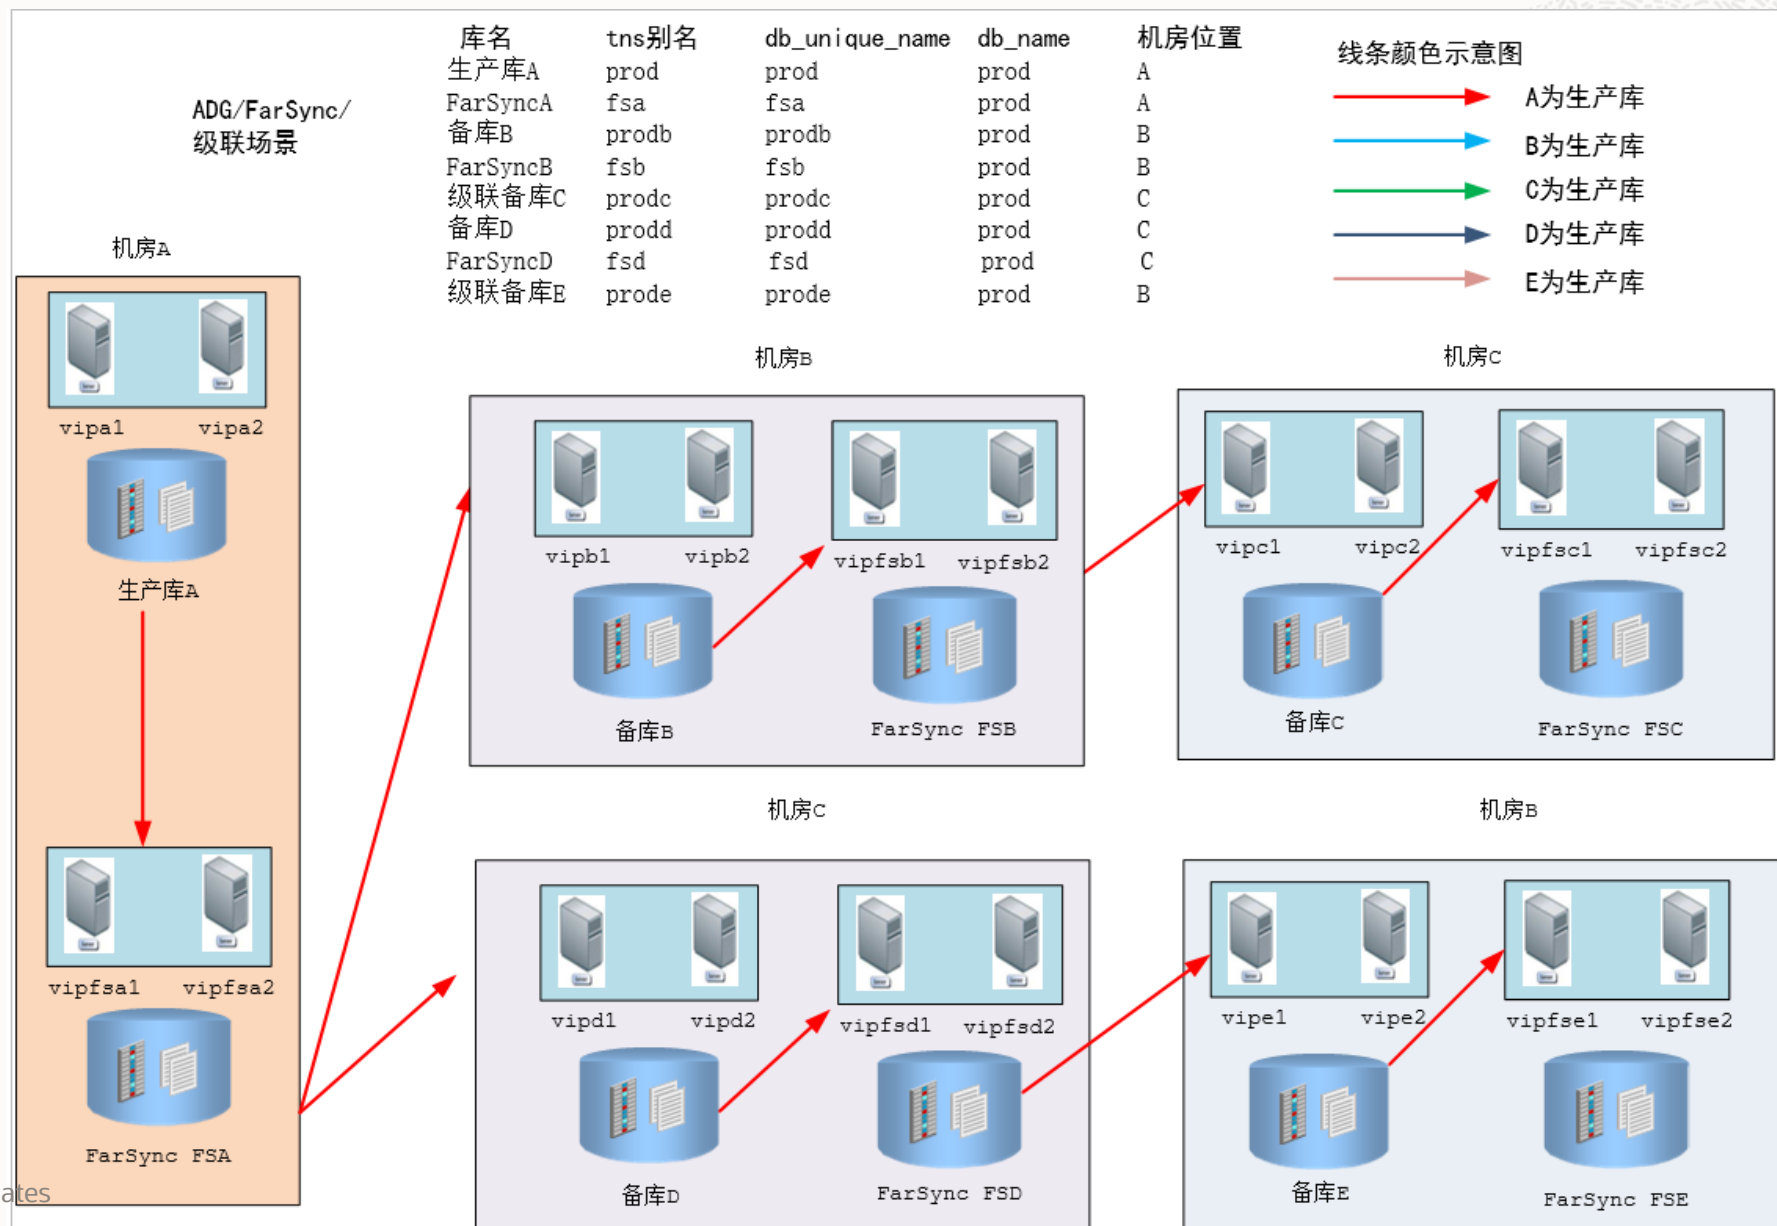 库名 tns别名 db_unique_name db_name 机房位置
生产库A prod prod prod A
FarSyncA fsa fsa prod A
备库B prodb prodb prod B
FarSyncB fsb fsb prod B
级联备库C prodc prodc prod C
备库D prodd prodd prod C
FarSyncD fsd fsd prod C
级联备库E prode prode prod B
线条颜色示意图
A为生产库
B为生产库
C为生产库
D为生产库
E为生产库
ADG/FarSync/
级联场景
机房A
vipa1 vipa2
生产库A
vipfsa1 vipfsa2
FarSync FSA
机房B
vipb1 vipb2 vipfsb1 vipfsb2
备库B FarSync FSB
机房C
vipc1 vipc2 vipfsc1 vipfsc2
备库C FarSync FSC
机房C
vipd1 vipd2 vipfsd1 vipfsd2
备库D FarSync FSD
机房B
vipe1 vipe2 vipfse1 vipfse2
备库E FarSync FSE
ates